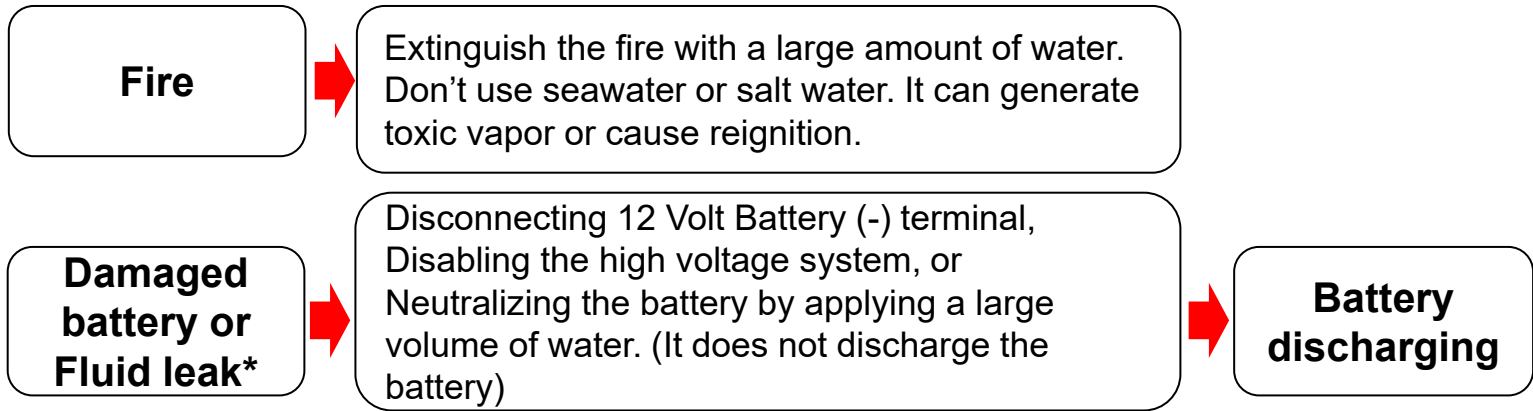 Fire
Extinguish the fire with a large amount of water.
Don’t use seawater or salt water. It can generate
toxic vapor or cause reignition.
Damaged
battery or
Fluid leak*
Disconnecting 12 Volt Battery (-) terminal,
Disabling the high voltage system, or
Neutralizing the battery by applying a large
volume of water. (It does not discharge the
battery)
Battery
discharging